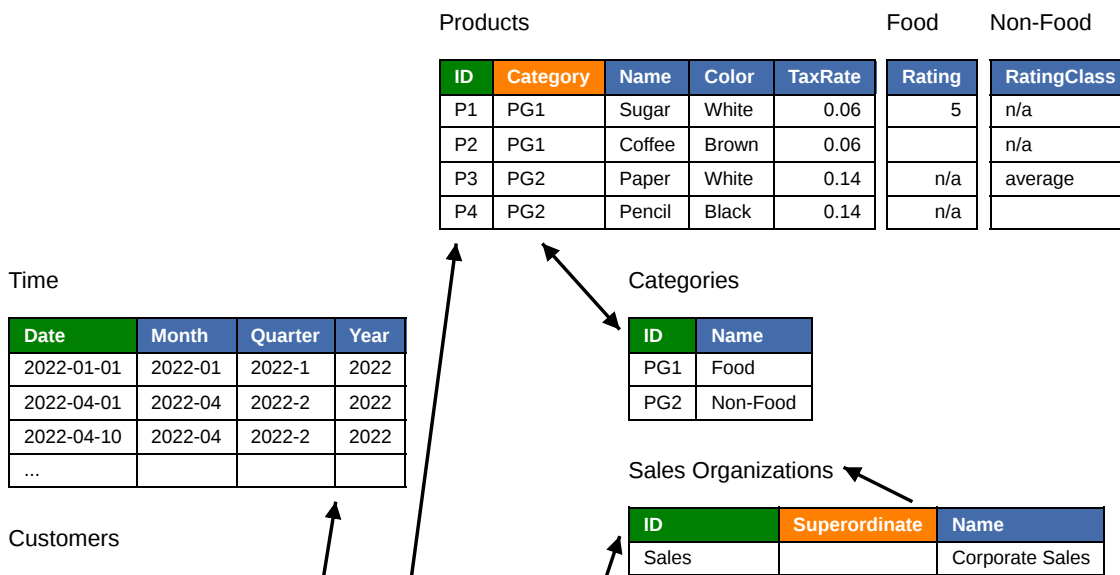 Products Food Non-Food
ID Category Name Color TaxRate Rating RatingClass
P1 PG1 Sugar White 0.06 5 n/a
P2 PG1 Coffee Brown 0.06 n/a
P3 PG2 Paper White 0.14 n/a average
P4 PG2 Pencil Black 0.14 n/a
Time
Date Month Quarter Year
2022-01-01 2022-01 2022-1 2022
2022-04-01 2022-04 2022-2 2022
2022-04-10 2022-04 2022-2 2022
...
Categories
ID Name
PG1 Food
PG2 Non-Food
Sales Organizations
ID Superordinate Name
Sales Corporate Sales
Customers